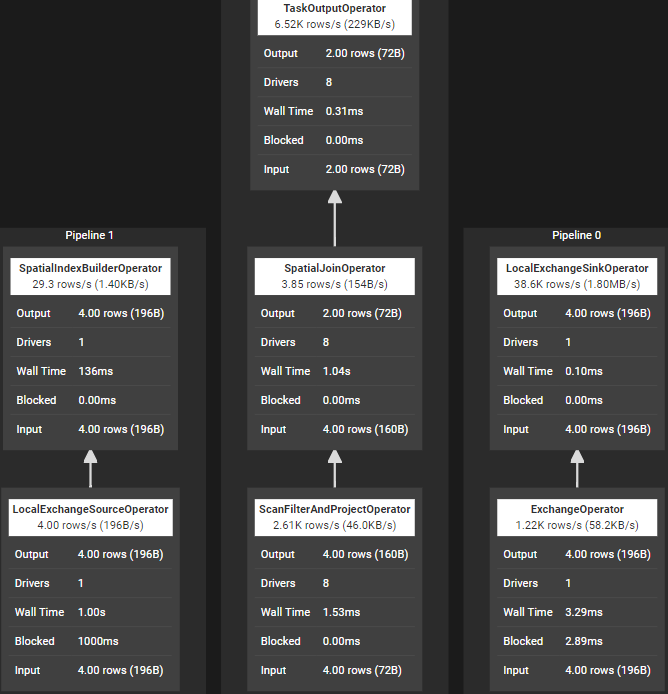 TaskOutputOperator
6.52K rows/s (229KB/s)
Output 2.00 rows (72B)
Drivers 8
Wall Time 0.31ms
Blocked 0.00ms
Input 2.00 rows (72B)
Pipeline 1
SpatialIndexBuilderOperator
29.3 rows/s (1.40KB/s)
Output 4.00 rows (196B)
Drivers 1
Wall Time 136ms
Blocked 0.00ms
Input 4.00 rows (196B)
LocalExchangeSourceOperator
4.00 rows/s (196B/s)
Output 4.00 rows (196B)
Drivers 1
Wall Time 1.00s
Blocked 1000ms
Input 4.00 rows (196B)
SpatialJoinOperator
3.85 rows/s (154B/s)
Output 2.00 rows (72B)
Drivers 8
Wall Time 1.04s
Blocked 0.00ms
Input 4.00 rows (160B)
ScanFilterAndProjectOperator
2.61K rows/s (46.0KB/s)
Output 4.00 rows (160B)
Drivers 8
Wall Time 1.53ms
Blocked 0.00ms
Input 4.00 rows (72B)
Pipeline 0
LocalExchangeSinkOperator
38.6K rows/s (1.80MB/s)
Output 4.00 rows (196B)
Drivers 1
Wall Time 0.10ms
Blocked 0.00ms
Input 4.00 rows (196B)
ExchangeOperator
1.22K rows/s (58.2KB/s)
Output 4.00 rows (196B)
Drivers 1
Wall Time 3.29ms
Blocked 2.89ms
Input 4.00 rows (196B)